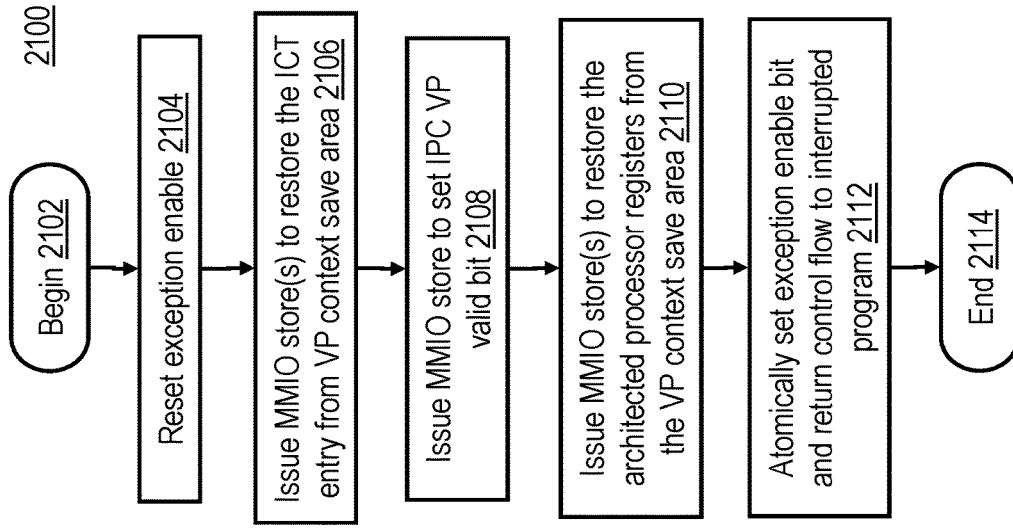 2100
Begin 2102
Reset exception enable 2104
Issue MMIO store(s) to restore the ICT
entry from VP context save area 2106
Issue MMIO store to set IPC VP
valid bit 2108
Issue MMIO store(s) to restore the
architected processor registers from
the VP context save area 2110
Atomically set exception enable bit
and return control flow to interrupted
program 2112
End 2114